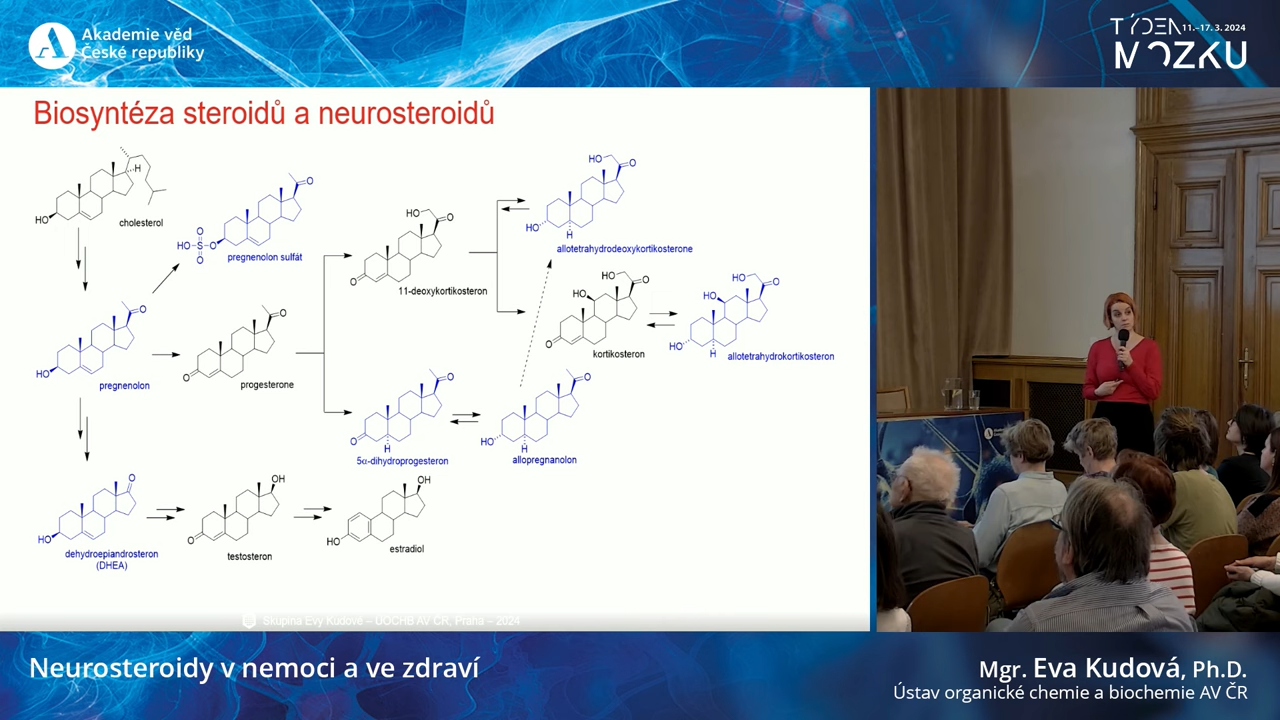 Akademie věd
České republiky
TÝDEN 11.–17. 3. 2024
MOZKU
Biosyntéza steroidů a neurosteroidů
HO
H
cholesterol
HO
S
O
O
O
O
pregnenolon sulfát
HO
O
pregnenolon
O
O
progesterone
HO
O
O
11-deoxykortikosteron
HO
O
HO
H
allotetrahydrodeoxykortikosterone
HO
O
HO
O
kortikosteron
HO
O
HO
HO
H
allotetrahydrokortikosteron
O
O
H
5α-dihydroprogesteron
O
HO
H
allopregnanolon
O
HO
dehydroepiandrosteron
(DHEA)
OH
O
testosteron
OH
HO
estradiol
Skupina Evy Kudové – ÚOCHB AV ČR, Praha – 2024
Neurosteroidy v nemoci a ve zdraví
Mgr. Eva Kudová, Ph.D.
Ústav organické chemie a biochemie AV ČR